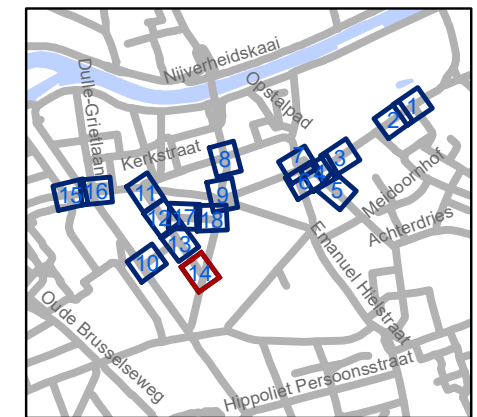 Nijverheidskaai
Dulle-Grietlaan
Opstalpad
Kerkstraat
1
2
3
4
5
6
7
8
9
10
11
12
13
14
15
16
17
18
Meidoornhof
Achterdries
Emanuel Hielstraat
Oude Brusselseweg
Hippoliet Persoonsstraat